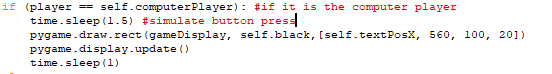 if (player == self.computerPlayer): #if it is the computer player
    time.sleep(1.5) #simulate button press
    pygame.draw.rect(gameDisplay, self.black,[self.textPosX, 560, 100, 20])
    pygame.display.update()
    time.sleep(1)